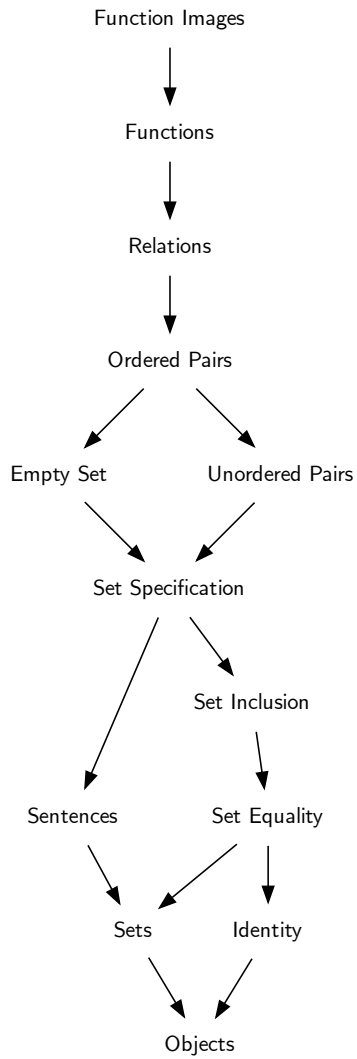 Function Images
Functions
Relations
Ordered Pairs
Empty Set
Unordered Pairs
Set Specification
Set Inclusion
Sentences
Set Equality
Sets
Identity
Objects